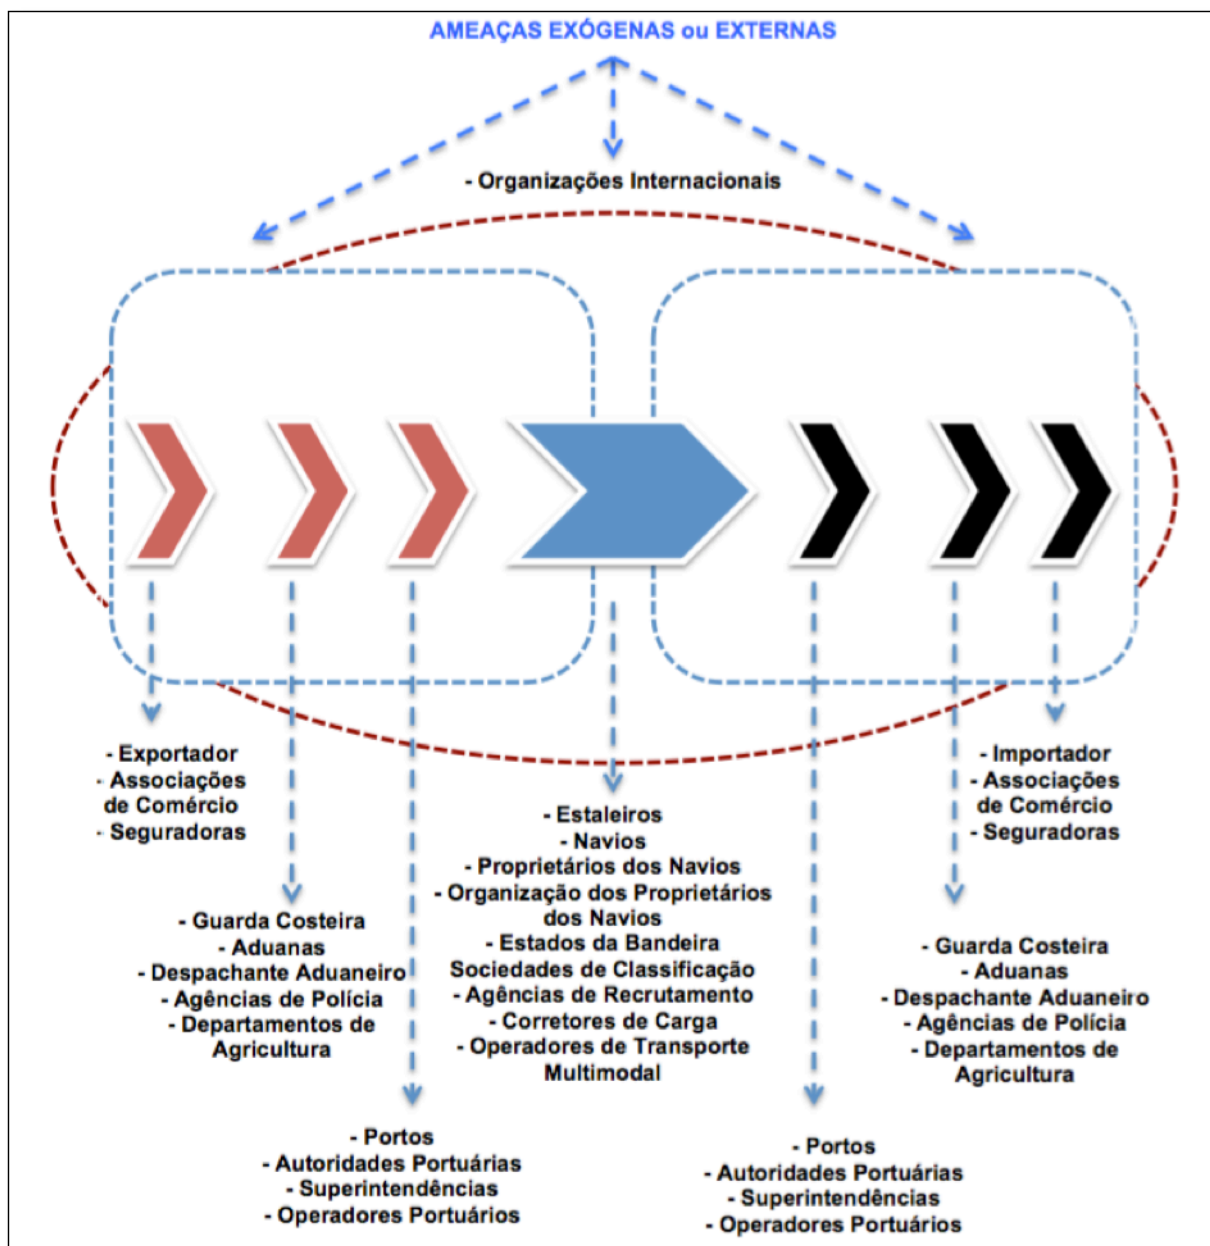 AMEAÇAS EXÓGENAS ou EXTERNAS
- Organizações Internacionais
- Exportador
- Associações
de Comércio
- Seguradoras
- Guarda Costeira
- Aduanas
- Despachante Aduaneiro
- Agências de Polícia
- Departamentos de
Agricultura
- Portos
- Autoridades Portuárias
- Superintendências
- Operadores Portuários
- Estaleiros
- Navios
- Proprietários dos Navios
- Organização dos Proprietários
dos Navios
- Estados da Bandeira
Sociedades de Classificação
- Agências de Recrutamento
- Corretores de Carga
- Operadores de Transporte
Multimodal
- Portos
- Autoridades Portuárias
- Superintendências
- Operadores Portuários
- Guarda Costeira
- Aduanas
- Despachante Aduaneiro
- Agências de Polícia
- Departamentos de
Agricultura
- Importador
- Associações
de Comércio
- Seguradoras